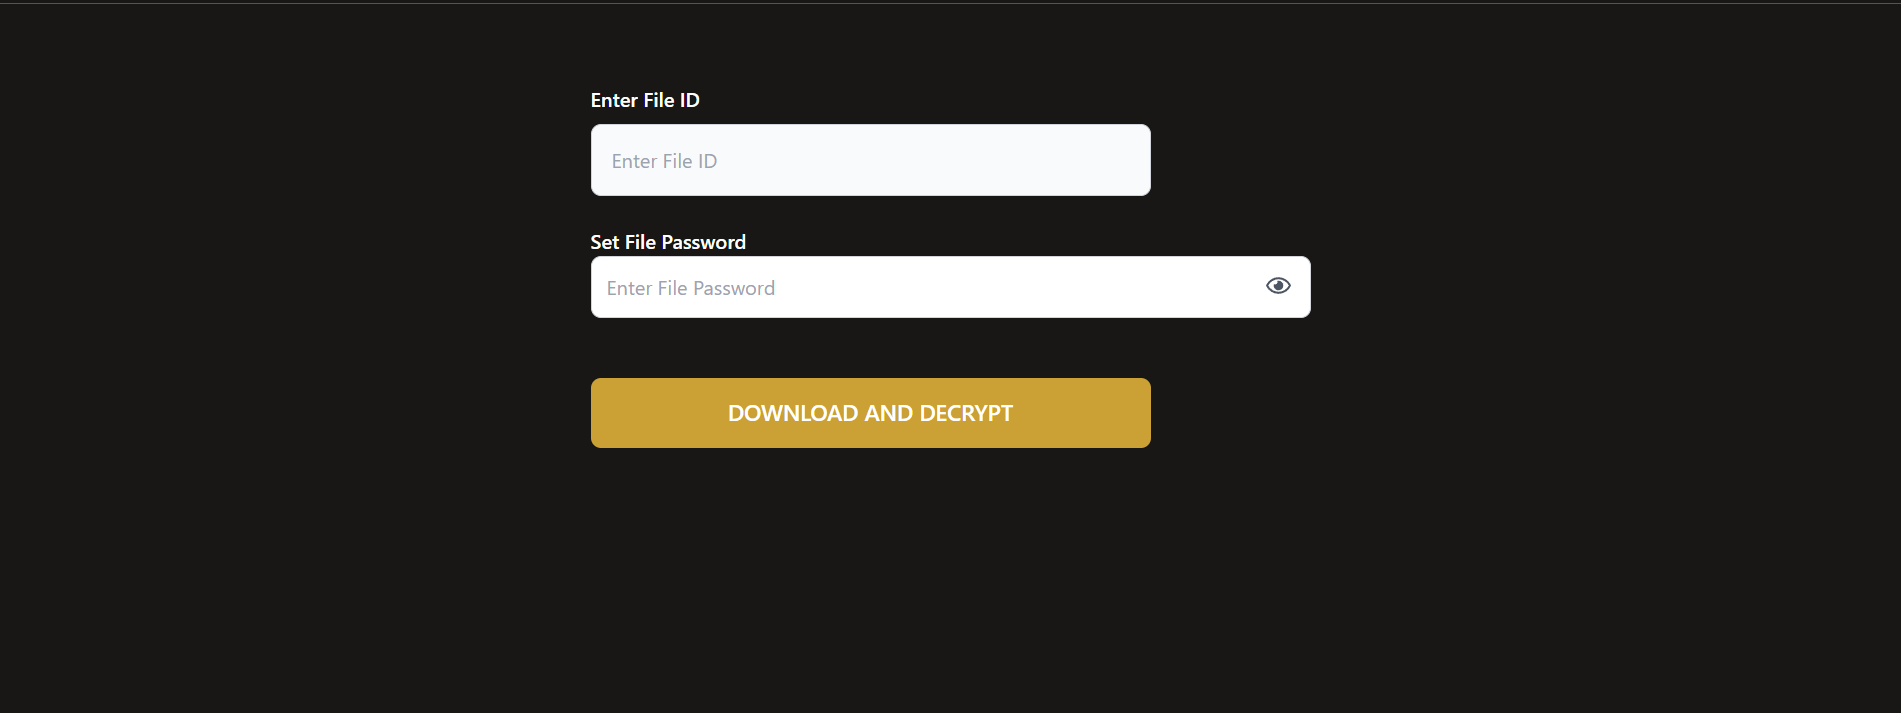 Enter File ID
Enter File ID
Set File Password
Enter File Password
DOWNLOAD AND DECRYPT